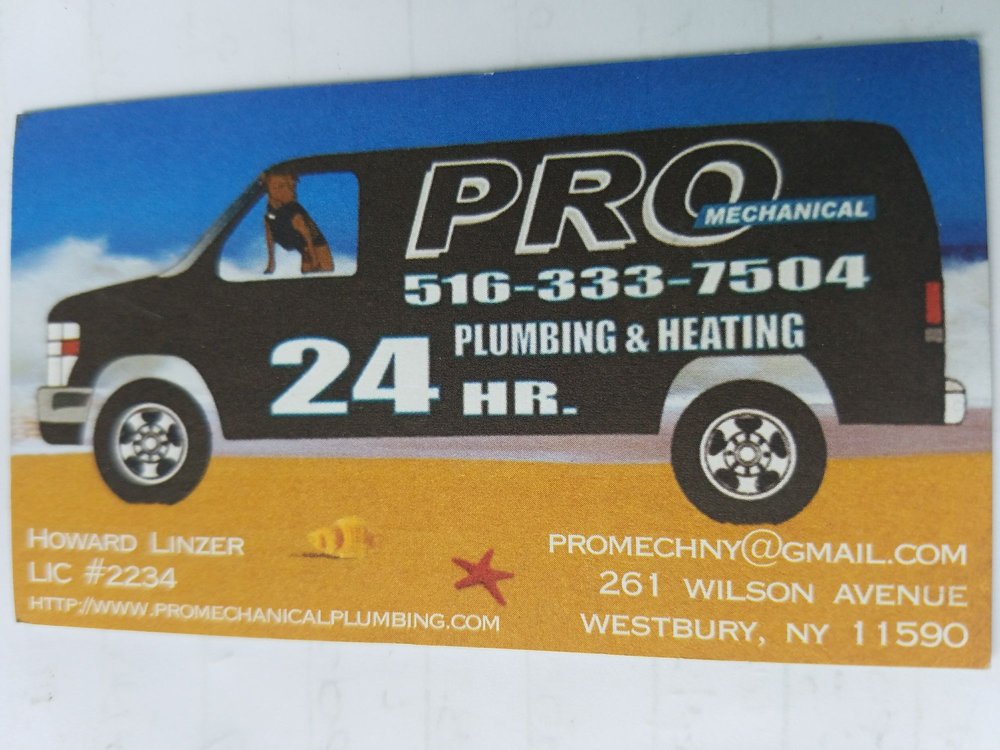 PRO
MECHANICAL
516-333-7504
PLUMBING & HEATING
24 HR.
HOWARD LINZER
LIC #2234
HTTP://WWW.PROMECHANICALPLUMBING.COM
PROMECHNY@GMAIL.COM
261 WILSON AVENUE
WESTBURY, NY 11590